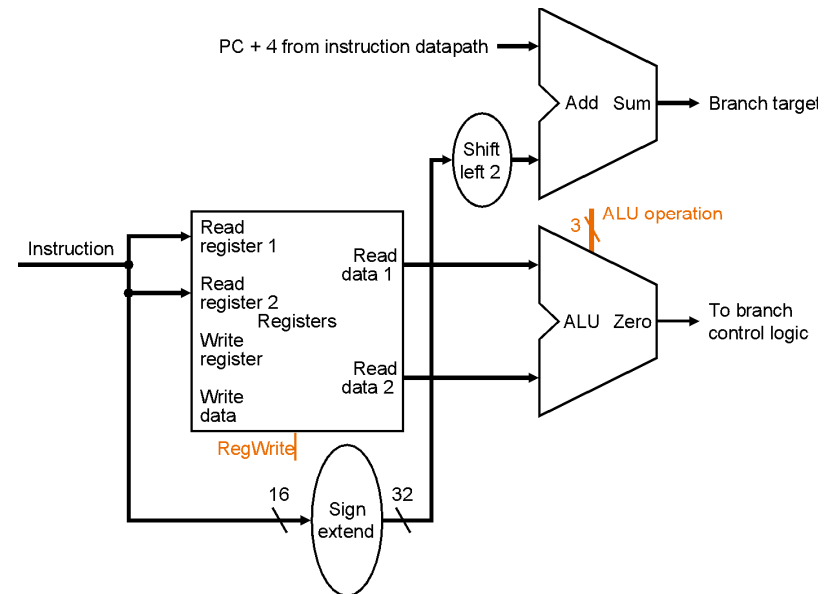 PC + 4 from instruction datapath
Add Sum
Branch target
Shift
left 2
3
ALU operation
Instruction
Read
register 1
Read
data 1
Read
register 2
Registers
Write
register
Read
data 2
Write
data
ALU Zero
To branch
control logic
RegWrite
16
Sign
extend
32